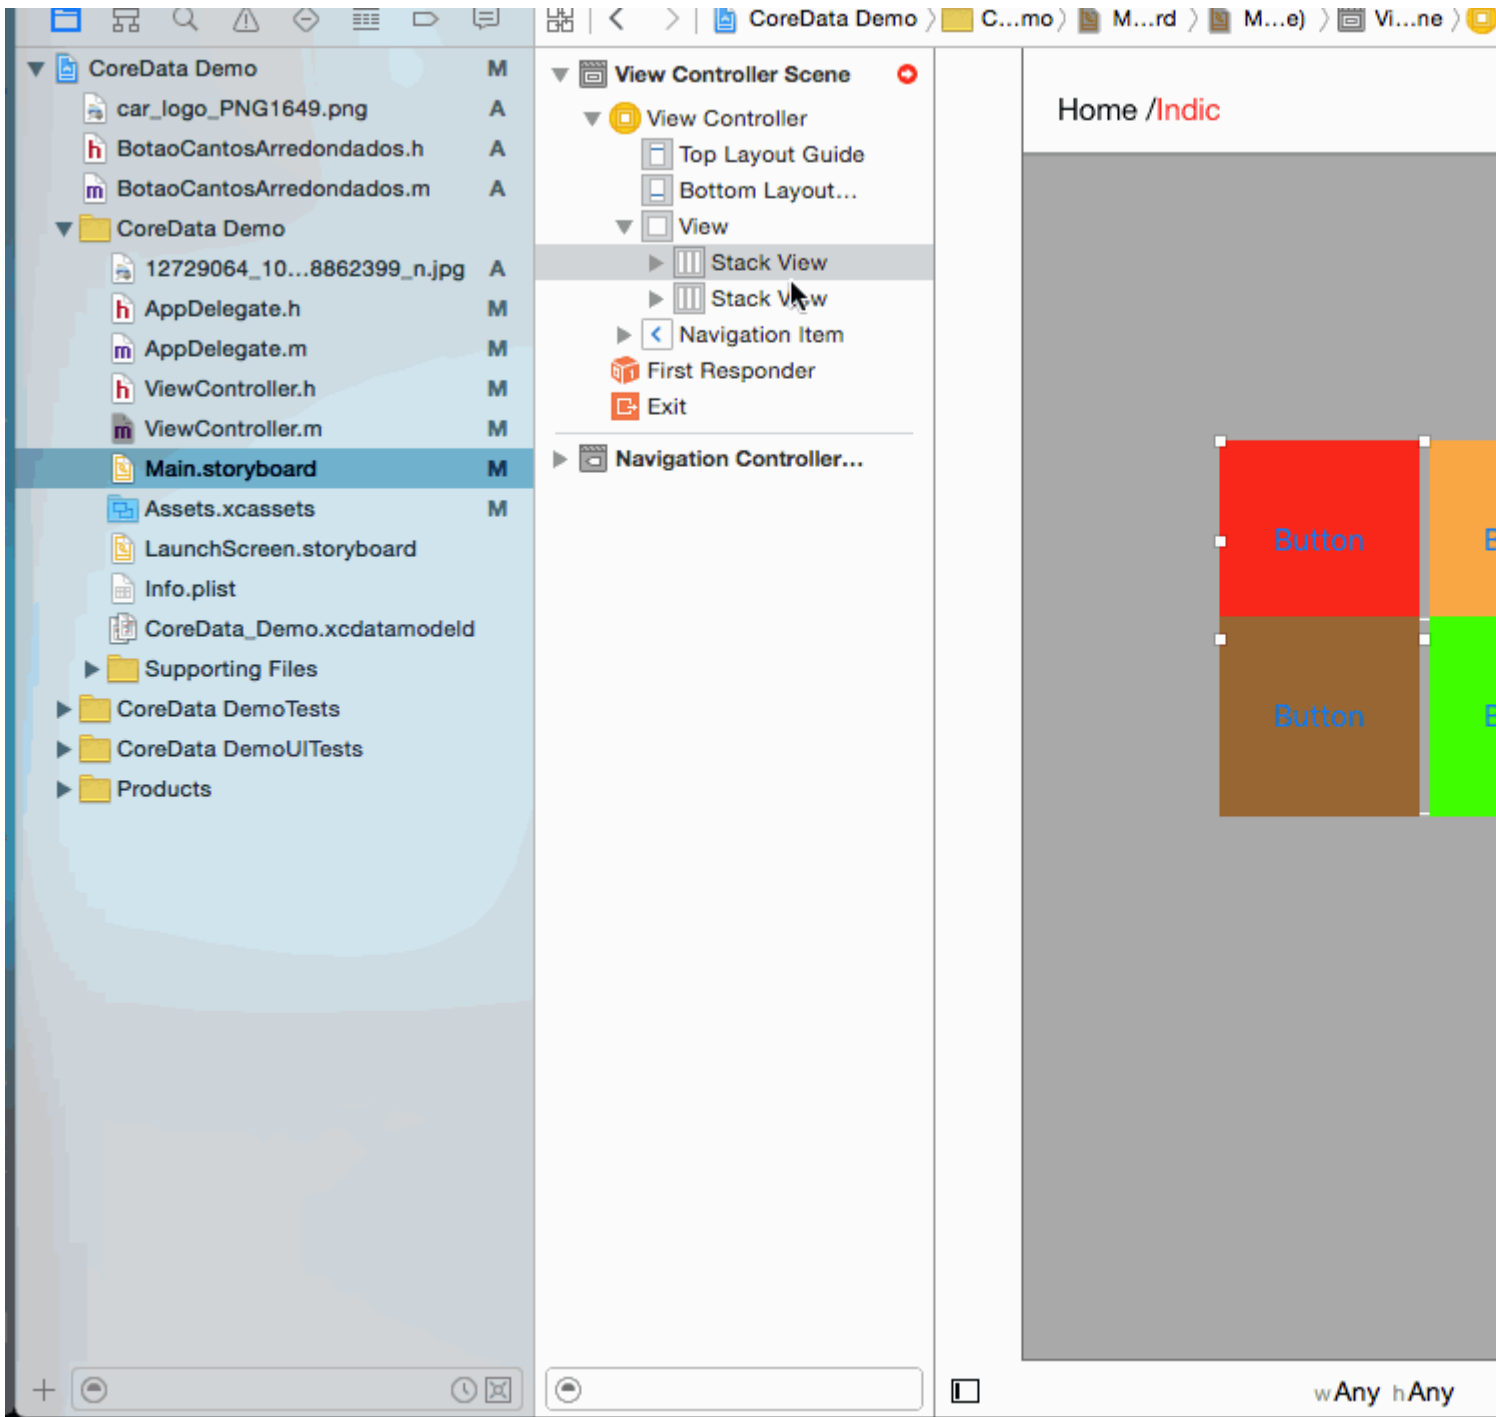 CoreData Demo C...mo M...rd M...e) Vi...ne
CoreData Demo M
car_logo_PNG1649.png A
BotaoCantosArredondados.h A
BotaoCantosArredondados.m A
CoreData Demo
12729064_10...8862399_n.jpg A
AppDelegate.h M
AppDelegate.m M
ViewController.h M
ViewController.m M
Main.storyboard M
Assets.xcassets M
LaunchScreen.storyboard
Info.plist
CoreData_Demo.xcdatamodeld
Supporting Files
CoreData DemoTests
CoreData DemoUITests
Products
View Controller Scene
View Controller
Top Layout Guide
Bottom Layout...
View
Stack View
Stack View
Navigation Item
First Responder
Exit
Navigation Controller...
Home /Indic
Button B
Button B
wAny hAny